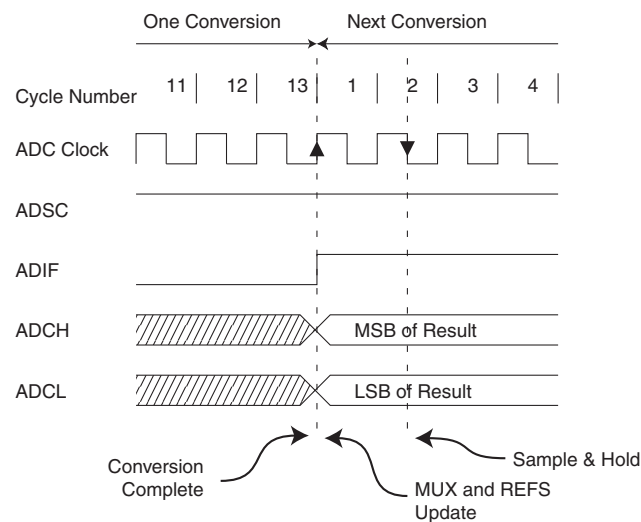 One Conversion Next Conversion
Cycle Number 11 12 13 1 2 3 4
ADC Clock
ADSC
ADIF
ADCH MSB of Result
ADCL LSB of Result
Conversion
Complete
MUX and REFS
Update
Sample & Hold